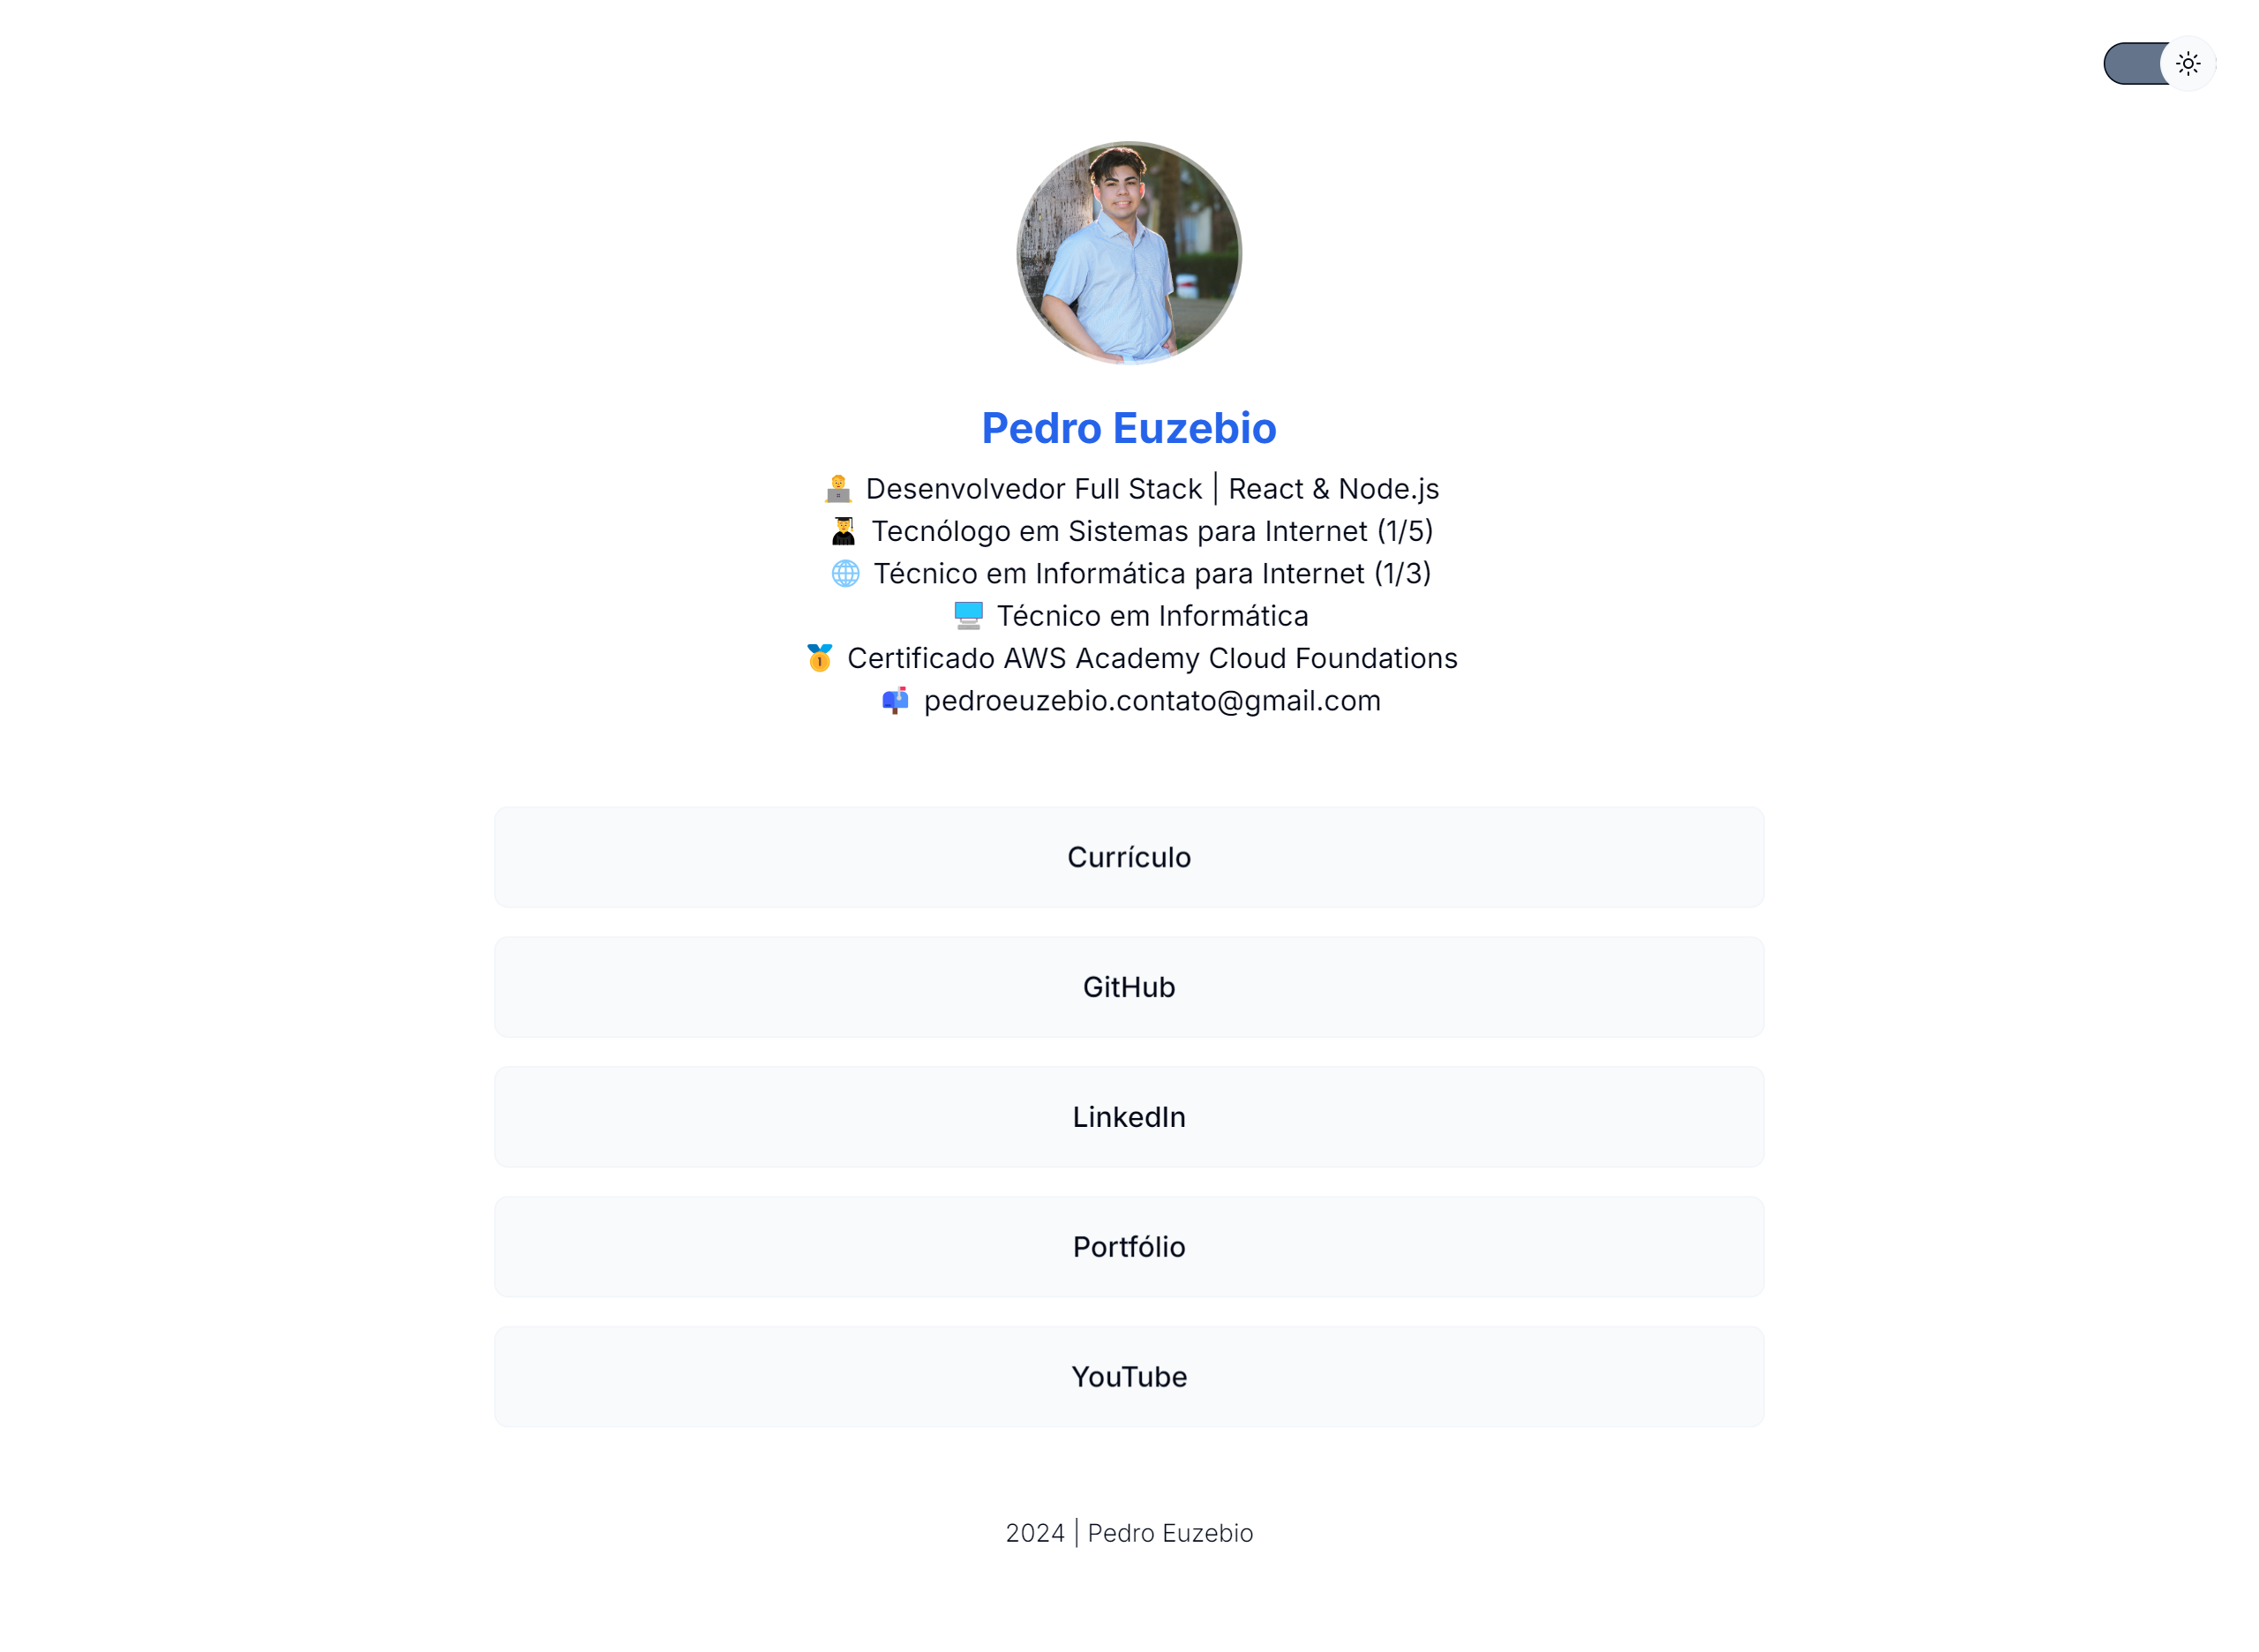 Pedro Euzebio
Desenvolvedor Full Stack | React & Node.js
Tecnólogo em Sistemas para Internet (1/5)
Técnico em Informática para Internet (1/3)
Técnico em Informática
Certificado AWS Academy Cloud Foundations
pedroeuzebio.contato@gmail.com
Currículo
GitHub
LinkedIn
Portfólio
YouTube
2024 | Pedro Euzebio